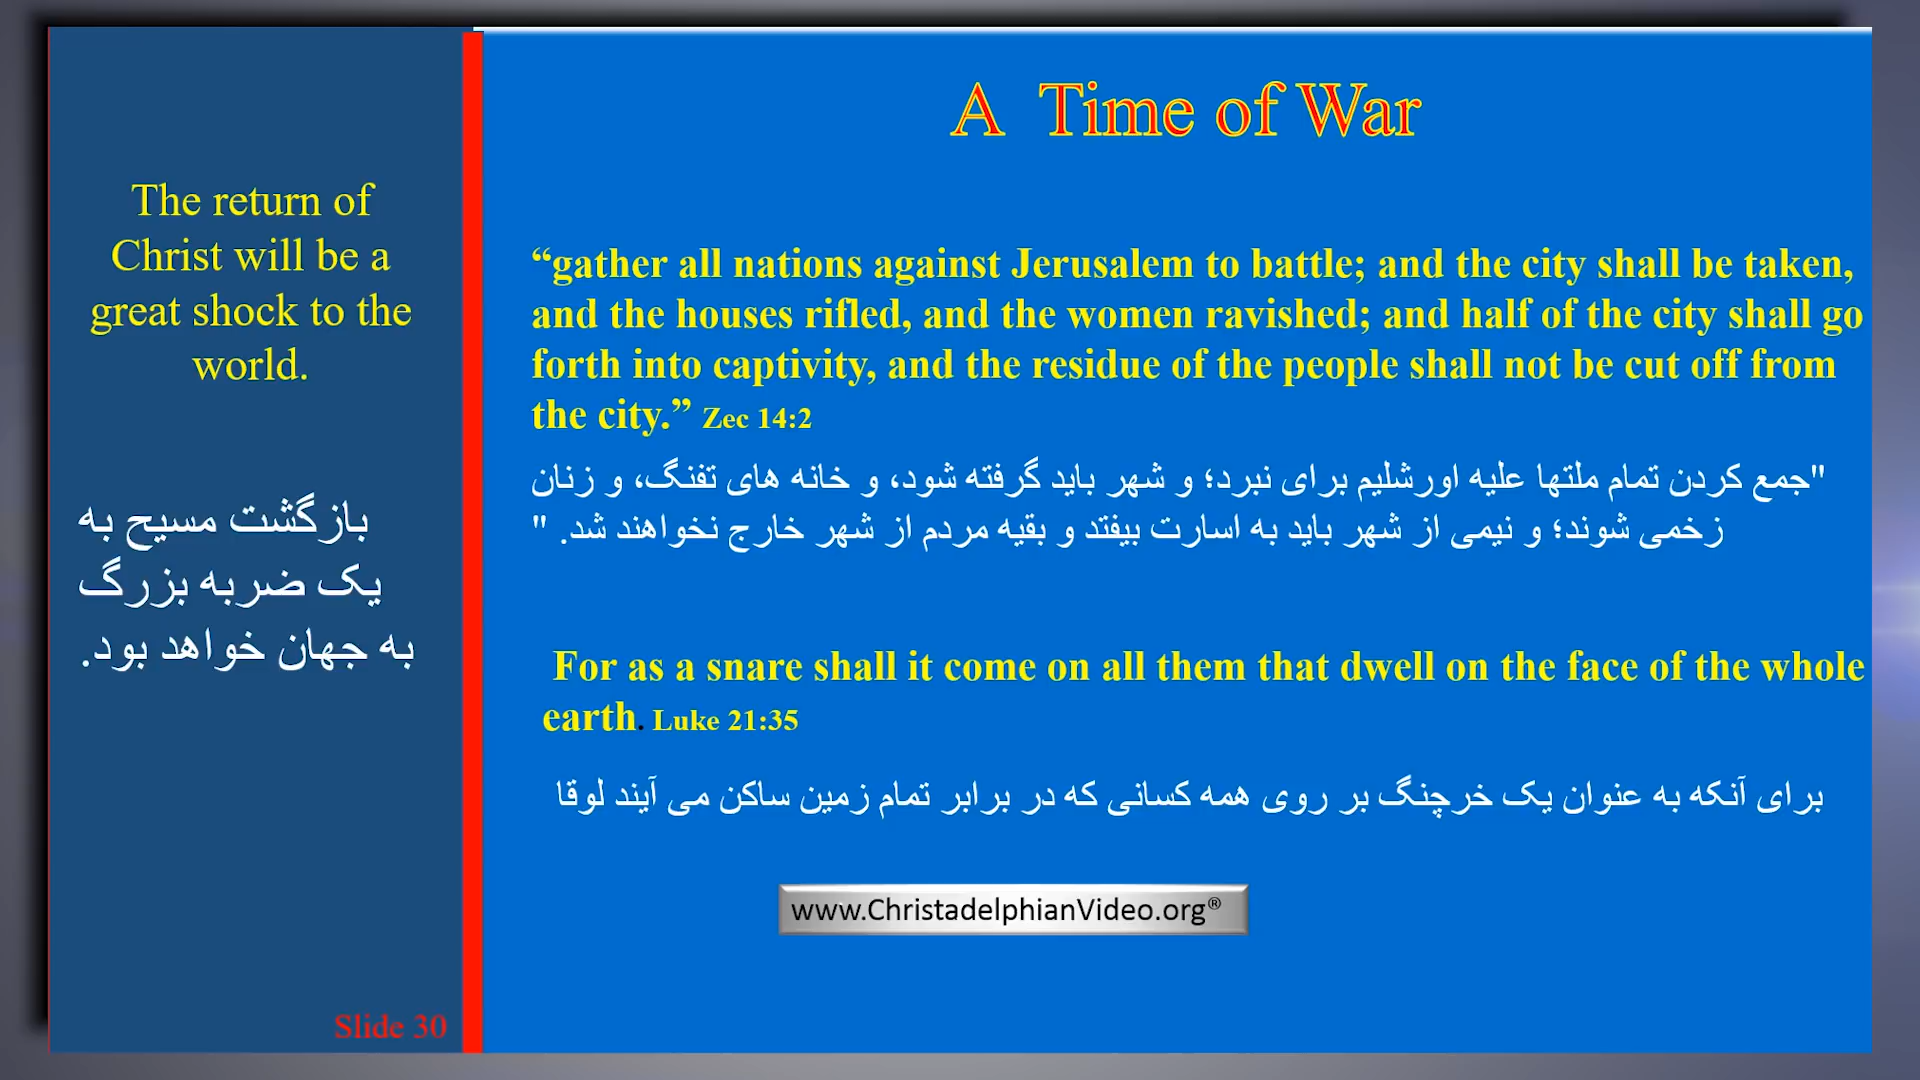 The return of
Christ will be a
great shock to the
world.
بازگشت مسیح به
یک ضربه بزرگ
به جهان خواهد بود.
Slide 30
A Time of War
“gather all nations against Jerusalem to battle; and the city shall be taken,
and the houses rifled, and the women ravished; and half of the city shall go
forth into captivity, and the residue of the people shall not be cut off from
the city.” Zec 14:2
"جمع کردن تمام ملتها علیه اورشلیم برای نبرد؛ و شهر باید گرفته شود، و خانه های تفنگ، و زنان
زخمی شوند؛ و نیمی از شهر باید به اسارت بیفتد و بقیه مردم از شهر خارج نخواهند شد. "
For as a snare shall it come on all them that dwell on the face of the whole
earth. Luke 21:35
برای آنکه به عنوان یک خرچنگ بر روی همه کسانی که در برابر تمام زمین ساکن می آیند لوقا
www.ChristadelphianVideo.org®